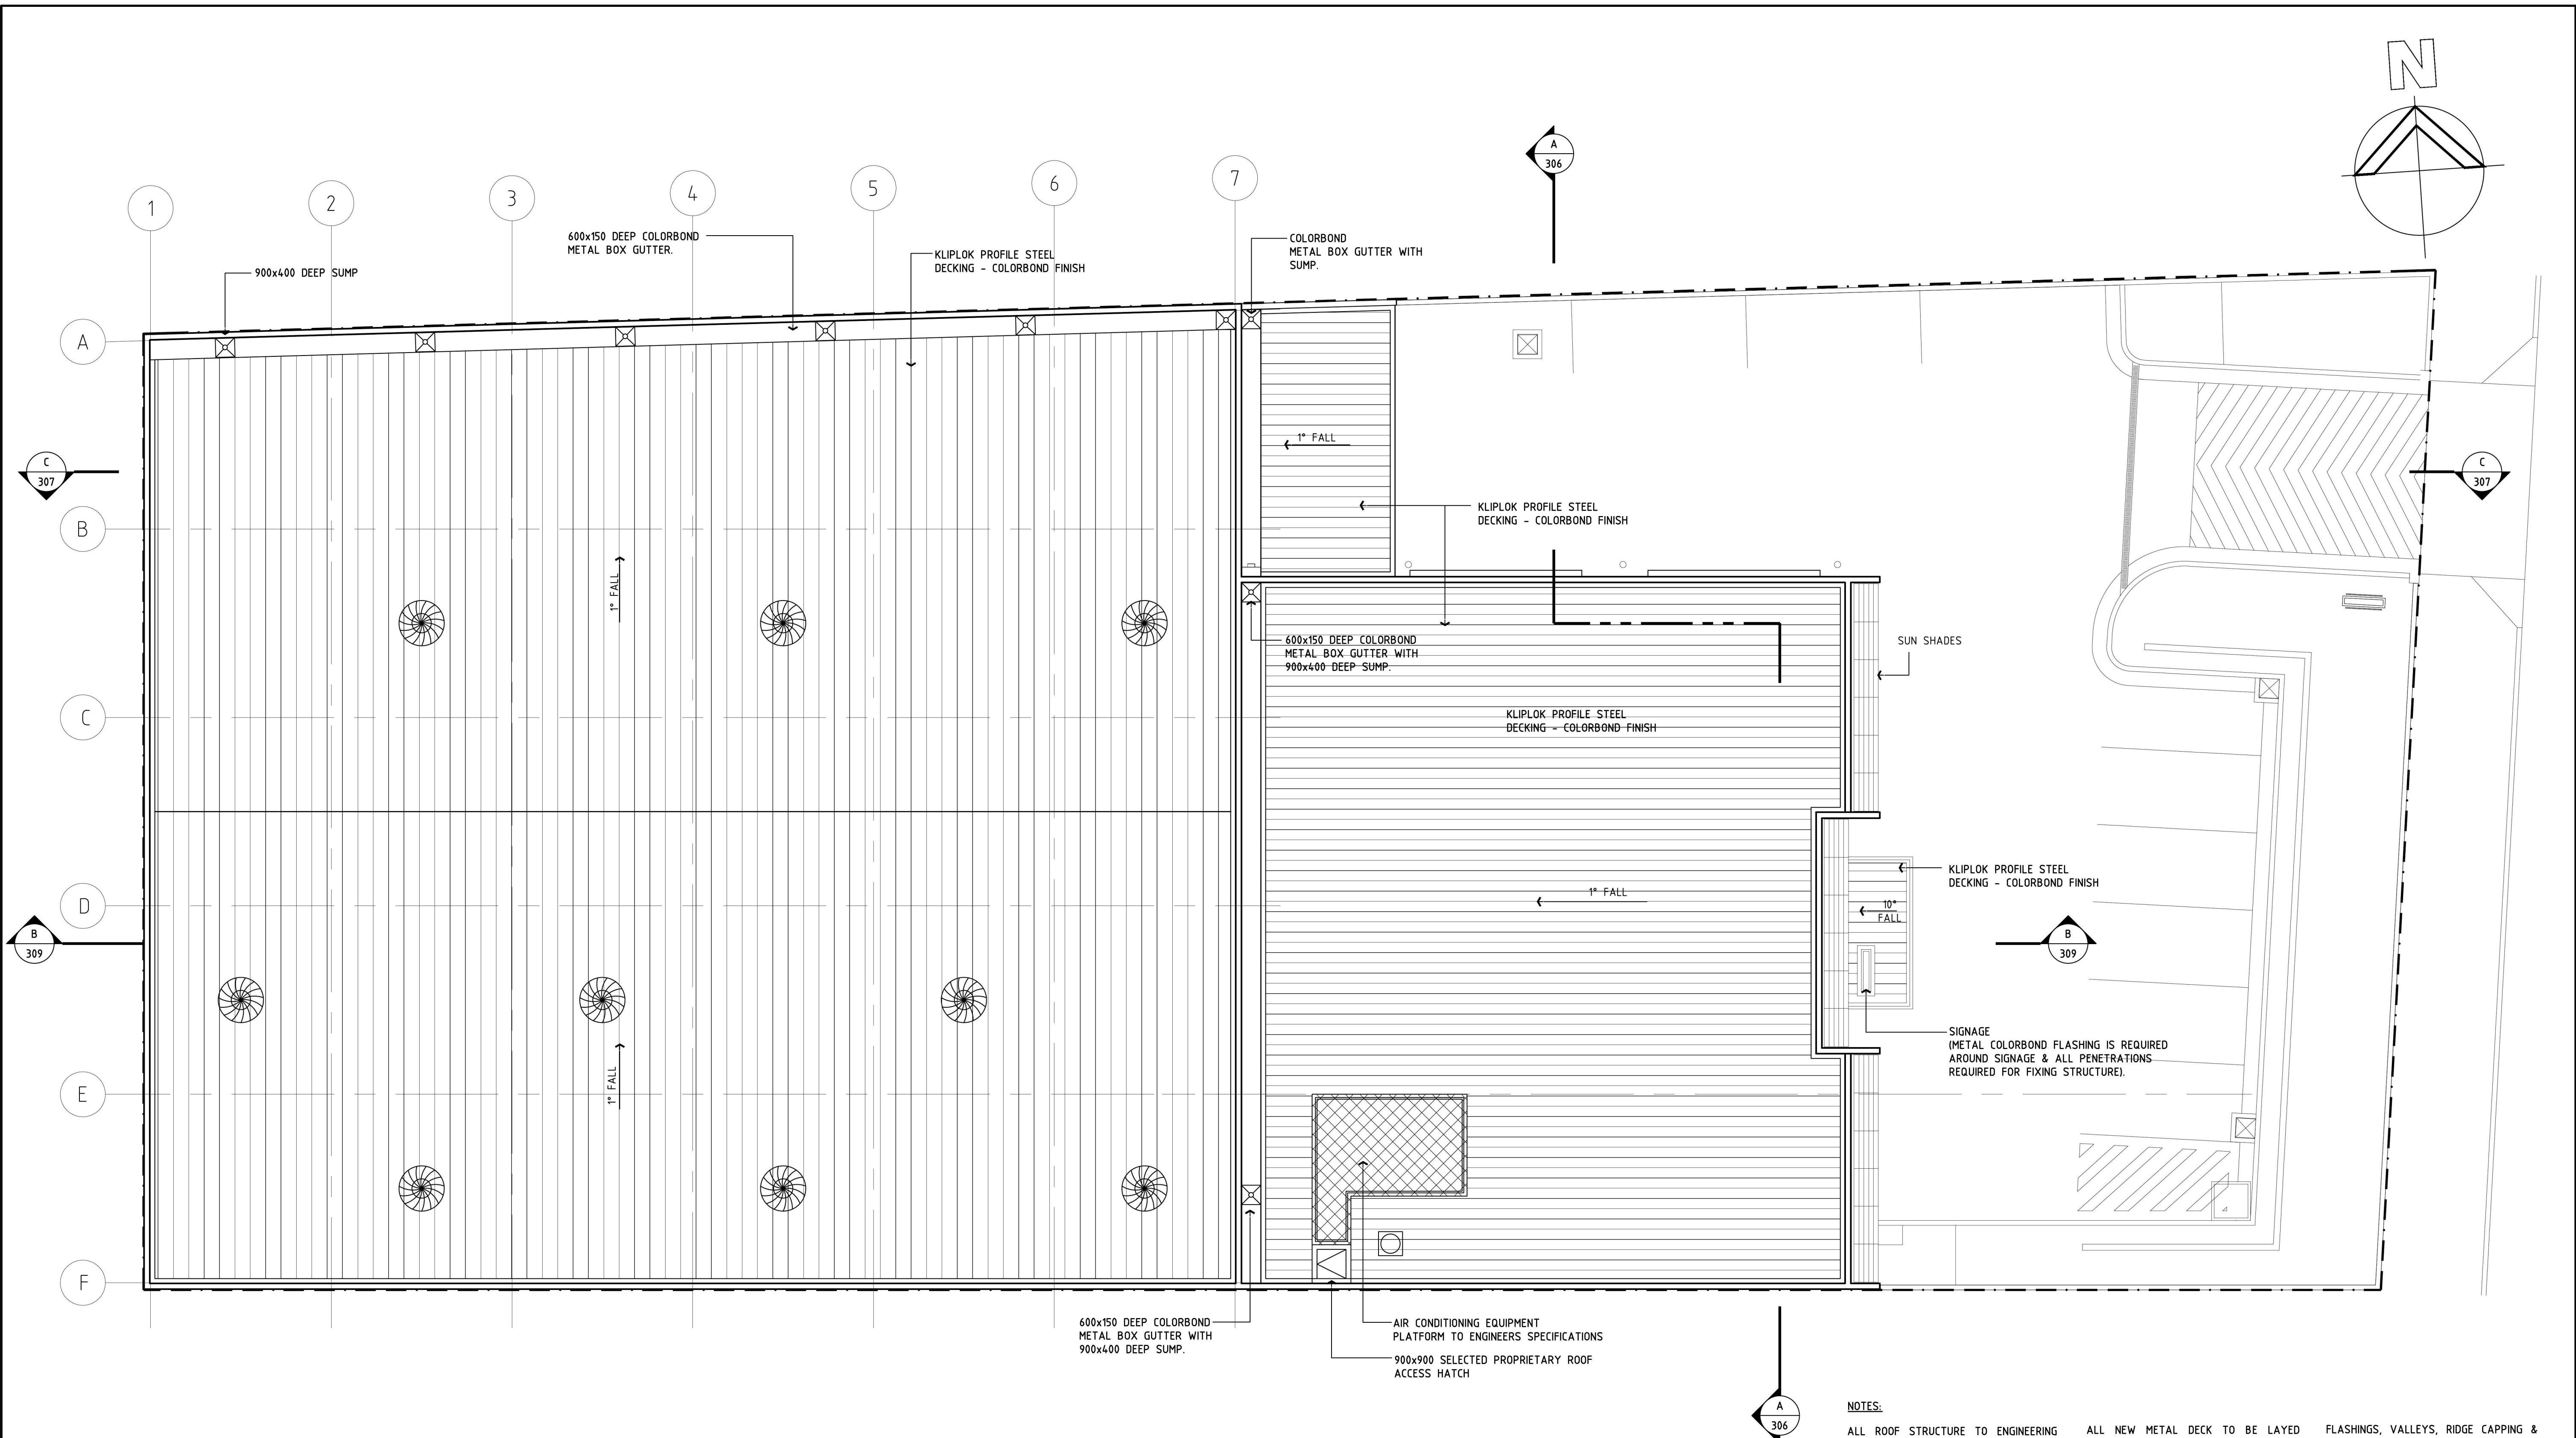 N
A
306
7
6
5
4
3
2
1
600x150 DEEP COLORBOND
METAL BOX GUTTER.
KLIPLOK PROFILE STEEL
DECKING - COLORBOND FINISH
COLORBOND
METAL BOX GUTTER WITH
SUMP.
900x400 DEEP SUMP
A
1° FALL
C
307
C
307
KLIPLOK PROFILE STEEL
DECKING - COLORBOND FINISH
B
1° FALL
600x150 DEEP COLORBOND
METAL BOX GUTTER WITH
900x400 DEEP SUMP.
SUN SHADES
C
KLIPLOK PROFILE STEEL
DECKING - COLORBOND FINISH
KLIPLOK PROFILE STEEL
DECKING - COLORBOND FINISH
1° FALL
D
10°
FALL
B
309
B
309
SIGNAGE
(METAL COLORBOND FLASHING IS REQUIRED
AROUND SIGNAGE & ALL PENETRATIONS
REQUIRED FOR FIXING STRUCTURE).
1° FALL
E
F
600x150 DEEP COLORBOND
METAL BOX GUTTER WITH
900x400 DEEP SUMP.
AIR CONDITIONING EQUIPMENT
PLATFORM TO ENGINEERS SPECIFICATIONS
900x900 SELECTED PROPRIETARY ROOF
ACCESS HATCH
A
306
NOTES:
ALL ROOF STRUCTURE TO ENGINEERING
ALL NEW METAL DECK TO BE LAYED
FLASHINGS, VALLEYS, RIDGE CAPPING &